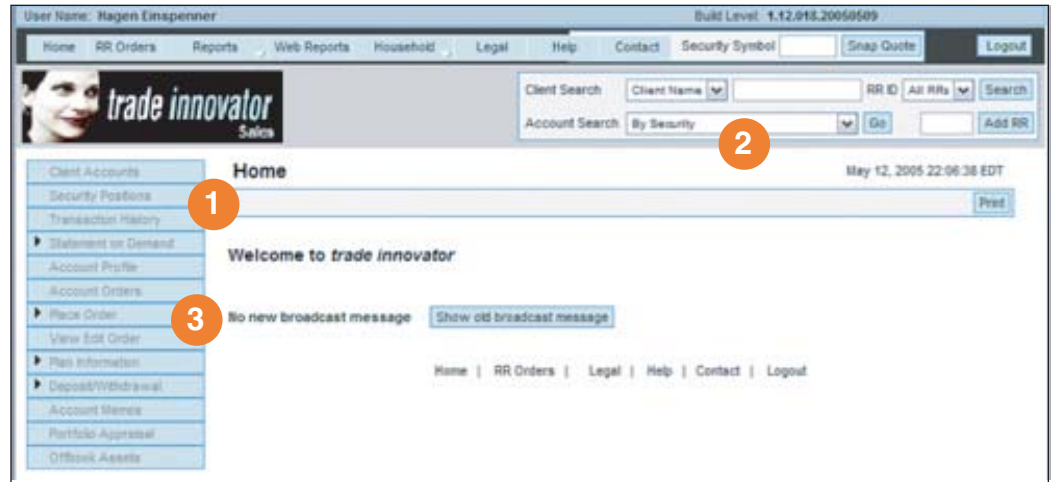 User Name: Hagen Einspenner Build Level: 1.12.018.20050509
Home RR Orders Reports Web Reports Household Legal Help Contact Security Symbol Snap Quote Logout
trade innovator
Sales
Client Search Client Name RR ID All RRs Search
Account Search By Security Go Add RR
2
Client Accounts
Home
May 12, 2005 22:06:38 EDT
Security Positions
1
Print
Transaction History
Statement on Demand
Welcome to trade innovator
Account Profile
Account Orders
Place Order
3
No new broadcast message Show old broadcast message
View Edit Order
Plan Information
Home | RR Orders | Legal | Help | Contact | Logout
Deposit/Withdrawal
Account Memos
Portfolio Appraisal
Offbook Assets